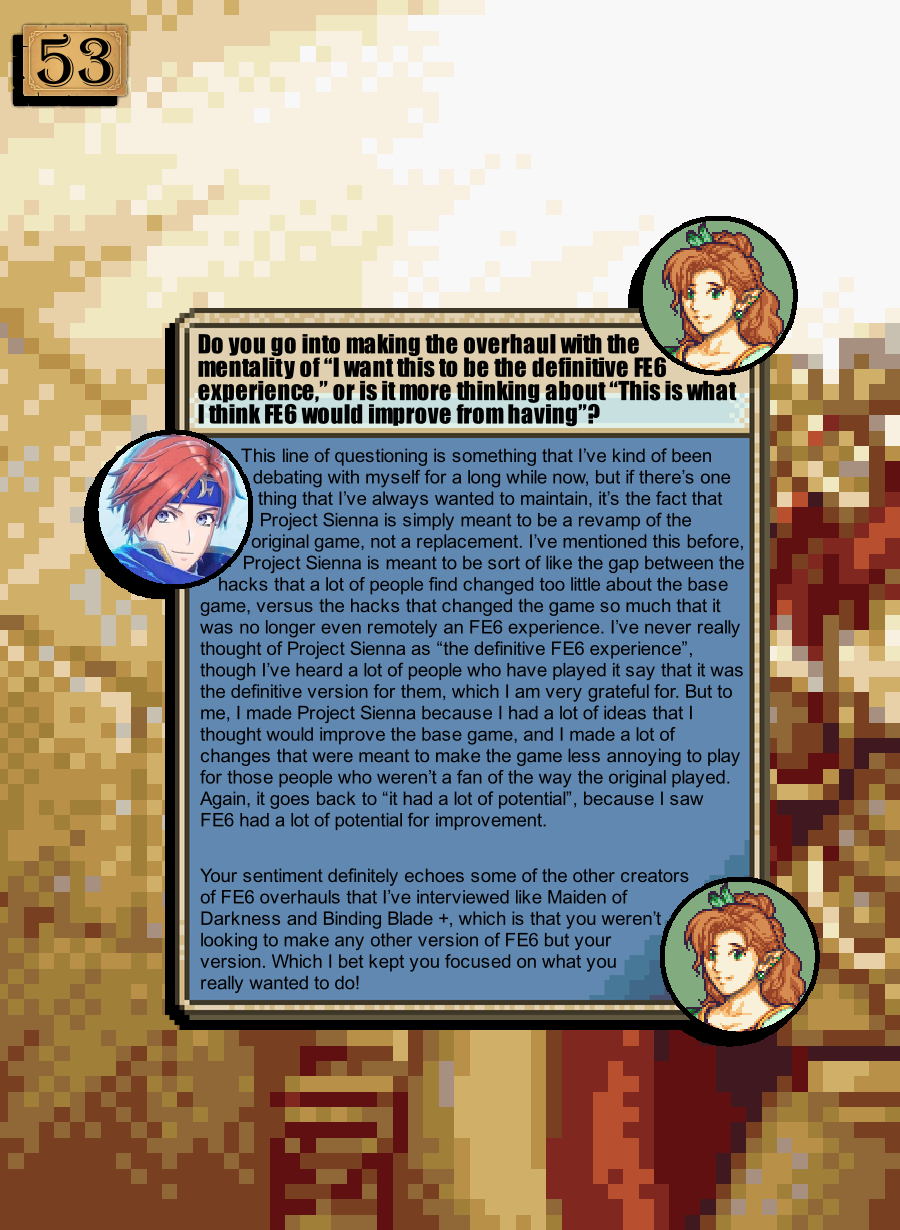 53
Do you go into making the overhaul with the
mentality of “I want this to be the definitive FE6
experience,” or is it more thinking about “This is what
I think FE6 would improve from having”?
This line of questioning is something that I’ve kind of been
debating with myself for a long while now, but if there’s one
thing that I’ve always wanted to maintain, it’s the fact that
Project Sienna is simply meant to be a revamp of the
original game, not a replacement. I’ve mentioned this before,
Project Sienna is meant to be sort of like the gap between the
hacks that a lot of people find changed too little about the base
game, versus the hacks that changed the game so much that it
was no longer even remotely an FE6 experience. I’ve never really
thought of Project Sienna as “the definitive FE6 experience”,
though I’ve heard a lot of people who have played it say that it was
the definitive version for them, which I am very grateful for. But to
me, I made Project Sienna because I had a lot of ideas that I
thought would improve the base game, and I made a lot of
changes that were meant to make the game less annoying to play
for those people who weren’t a fan of the way the original played.
Again, it goes back to “it had a lot of potential”, because I saw
FE6 had a lot of potential for improvement.
Your sentiment definitely echoes some of the other creators
of FE6 overhauls that I’ve interviewed like Maiden of
Darkness and Binding Blade +, which is that you weren’t
looking to make any other version of FE6 but your
version. Which I bet kept you focused on what you
really wanted to do!